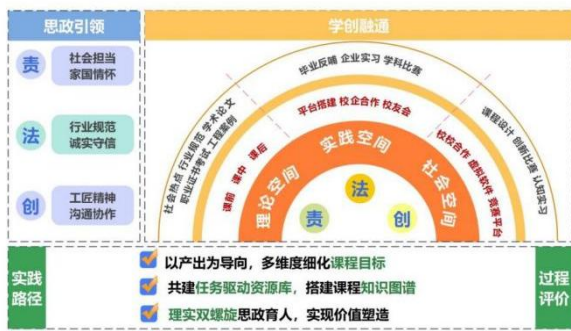 思政引领
责
社会担当
家国情怀
法
行业规范
诚实守信
创
工匠精神
沟通协作
学创融通
社会热点 行业规范 学术论文
职业证书考试 工程案例
毕业反哺 企业实习 学科比赛
课程设计 创新比赛 认知实习
课前 课中 课后
平台搭建 校企合作 校友会
校校合作 虚拟软件 竞赛平台
理论空间
实践空间
社会空间
责
法
创
实践
路径
以产出为导向，多维度细化课程目标
共建任务驱动资源库，搭建课程知识图谱
理实双螺旋思政育人，实现价值塑造
过程
评价